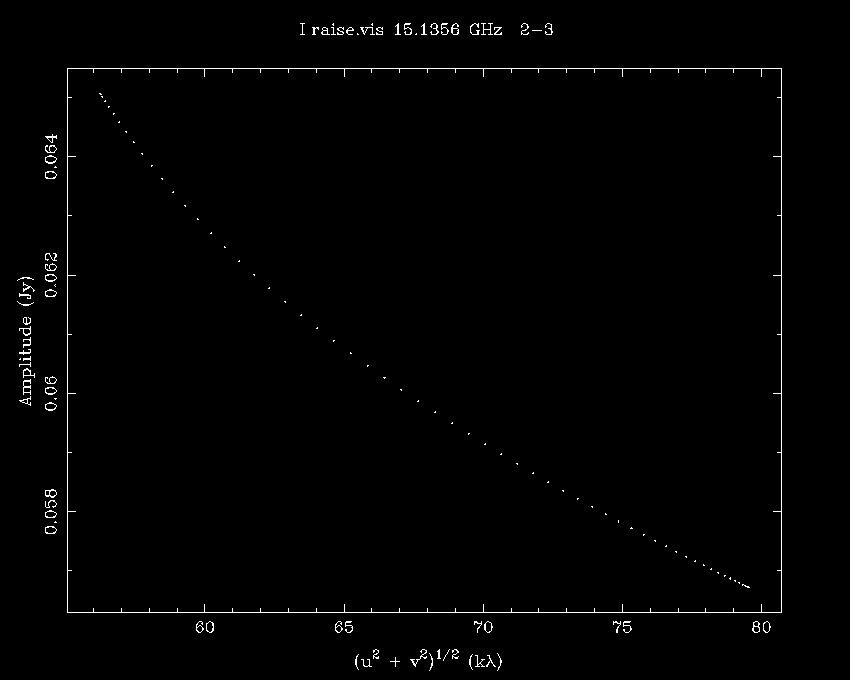 I raise.vis 15.1356 GHz 2-3
0.064
0.062
0.06
0.058
Amplitude (Jy)
60 65 70 75 80
(u² + v²)^1/2 (kλ)